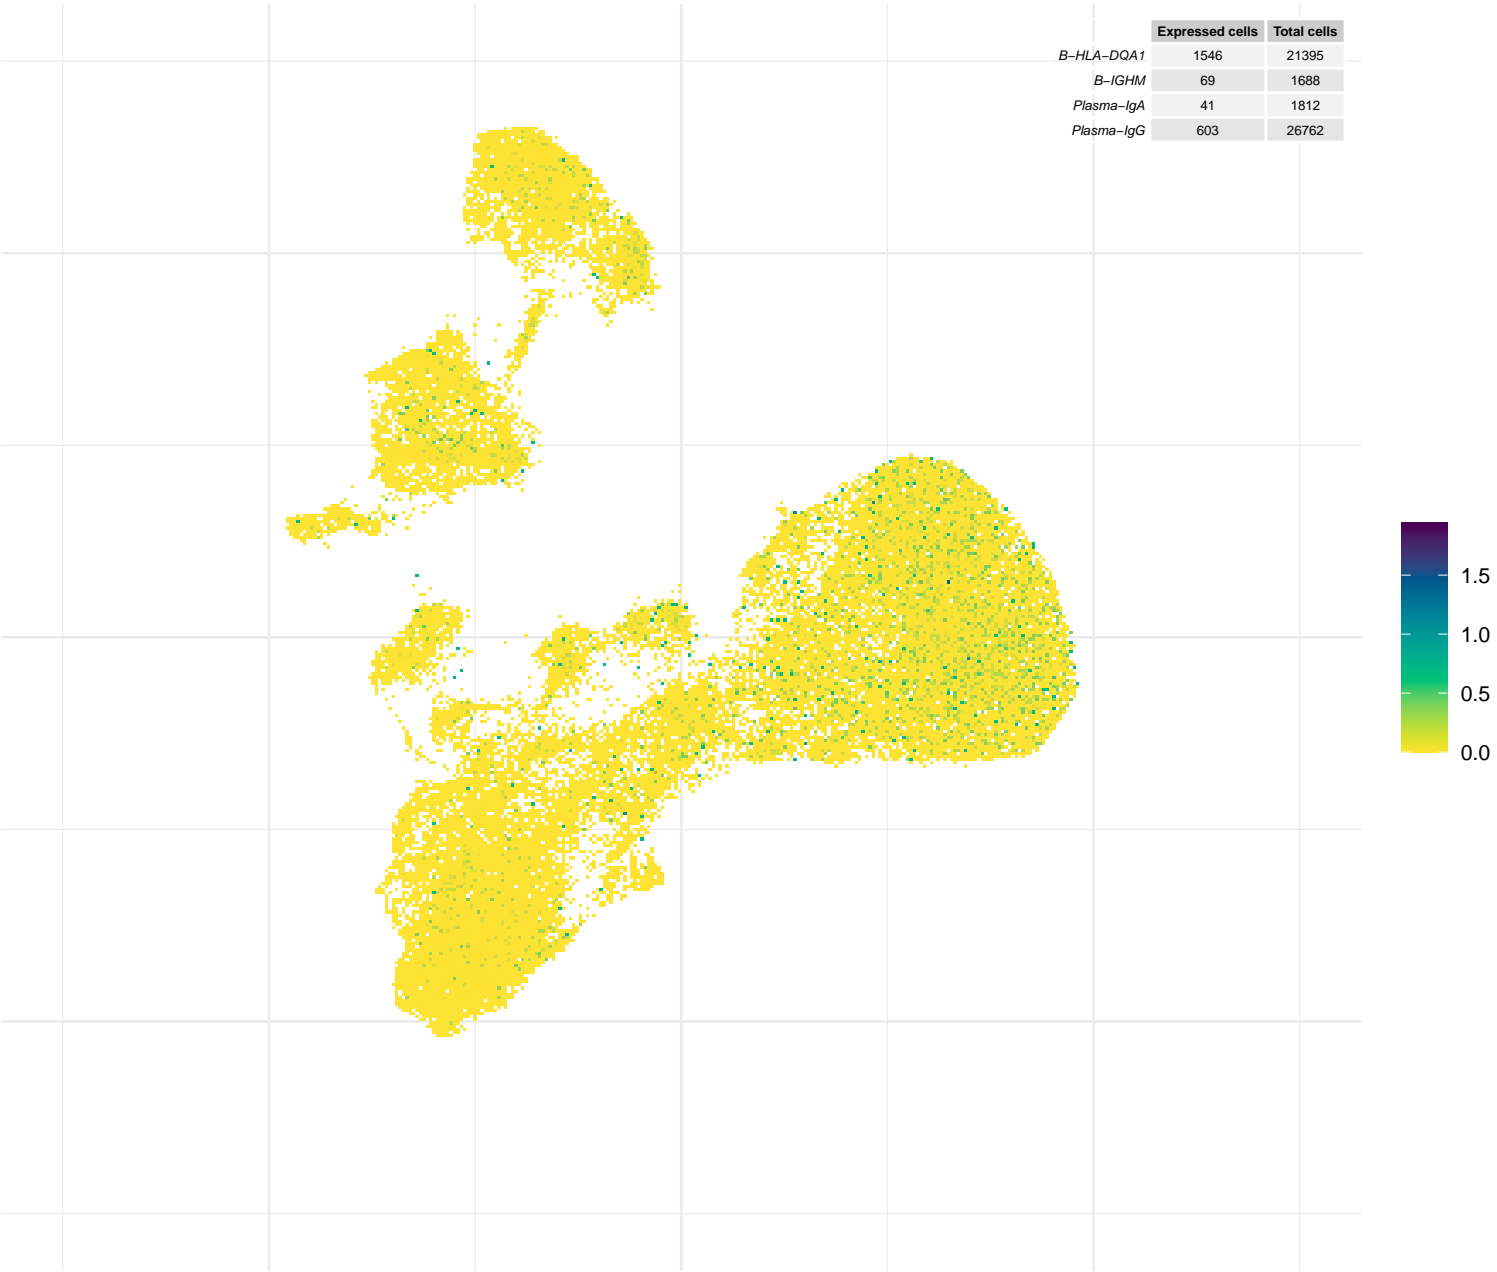 Expressed cells Total cells
B−HLA−DQA1 1546 21395
B−IGHM 69 1688
Plasma−IgA 41 1812
Plasma−IgG 603 26762
1.5
1.0
0.5
0.0